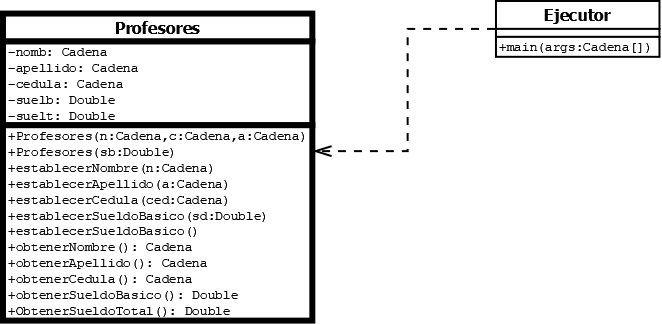 Profesores
-nomb: Cadena
-apellido: Cadena
-cedula: Cadena
-suelb: Double
-suelt: Double
+Profesores(n:Cadena,c:Cadena,a:Cadena)
+Profesores(sb:Double)
+establecerNombre(n:Cadena)
+establecerApellido(a:Cadena)
+establecerCedula(ced:Cadena)
+establecerSueldoBasico(sd:Double)
+establecerSueldoBasico()
+obtenerNombre(): Cadena
+obtenerApellido(): Cadena
+obtenerCedula(): Cadena
+obtenerSueldoBasico(): Double
+ObtenerSueldoTotal(): Double
Ejecutor
+main(args:Cadena[])